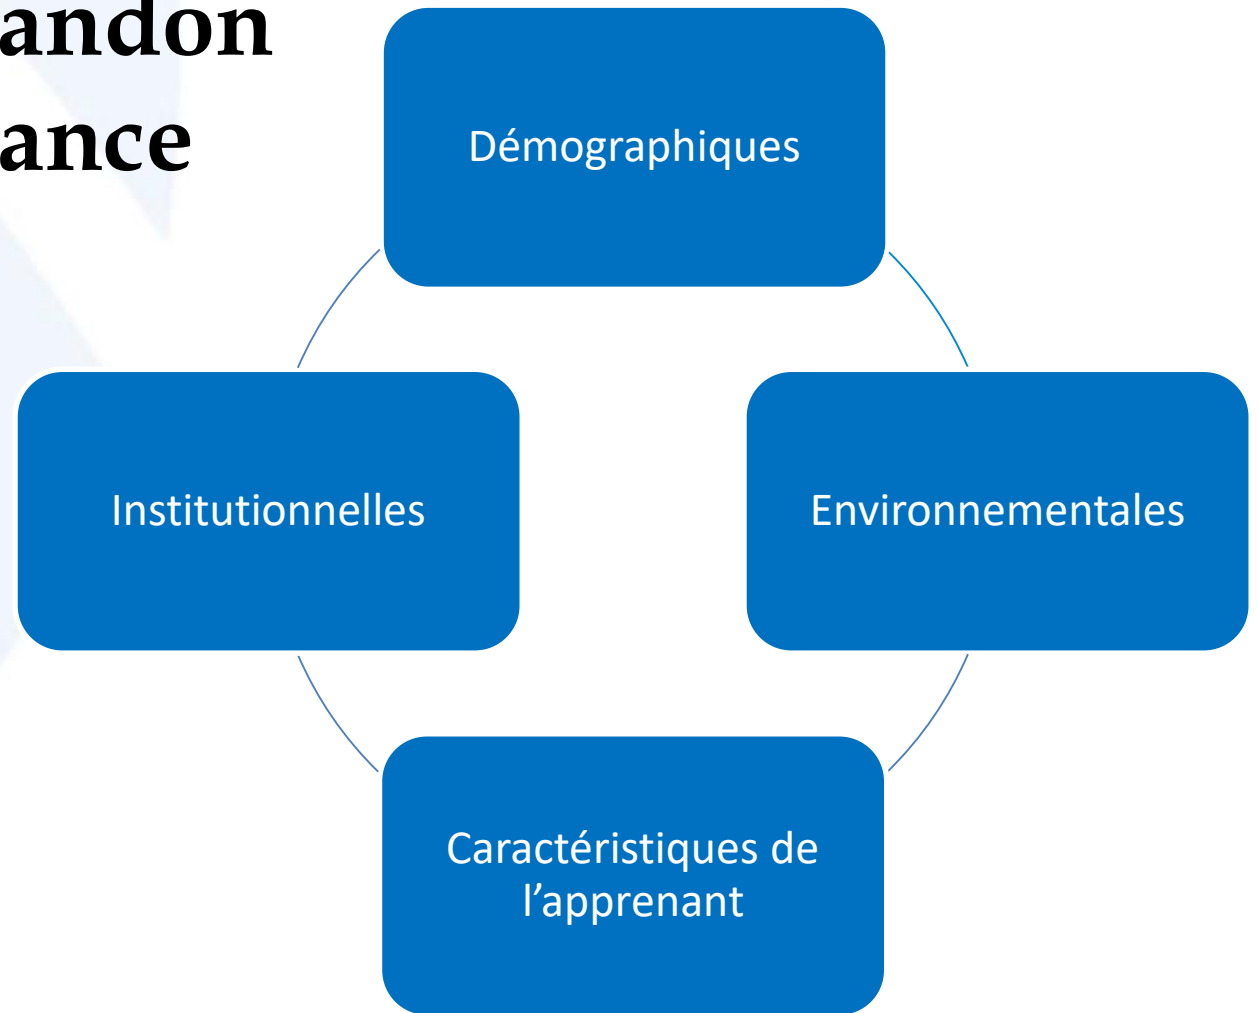 andon
ance
Démographiques
Institutionnelles
Environnementales
Caractéristiques de
l’apprenant